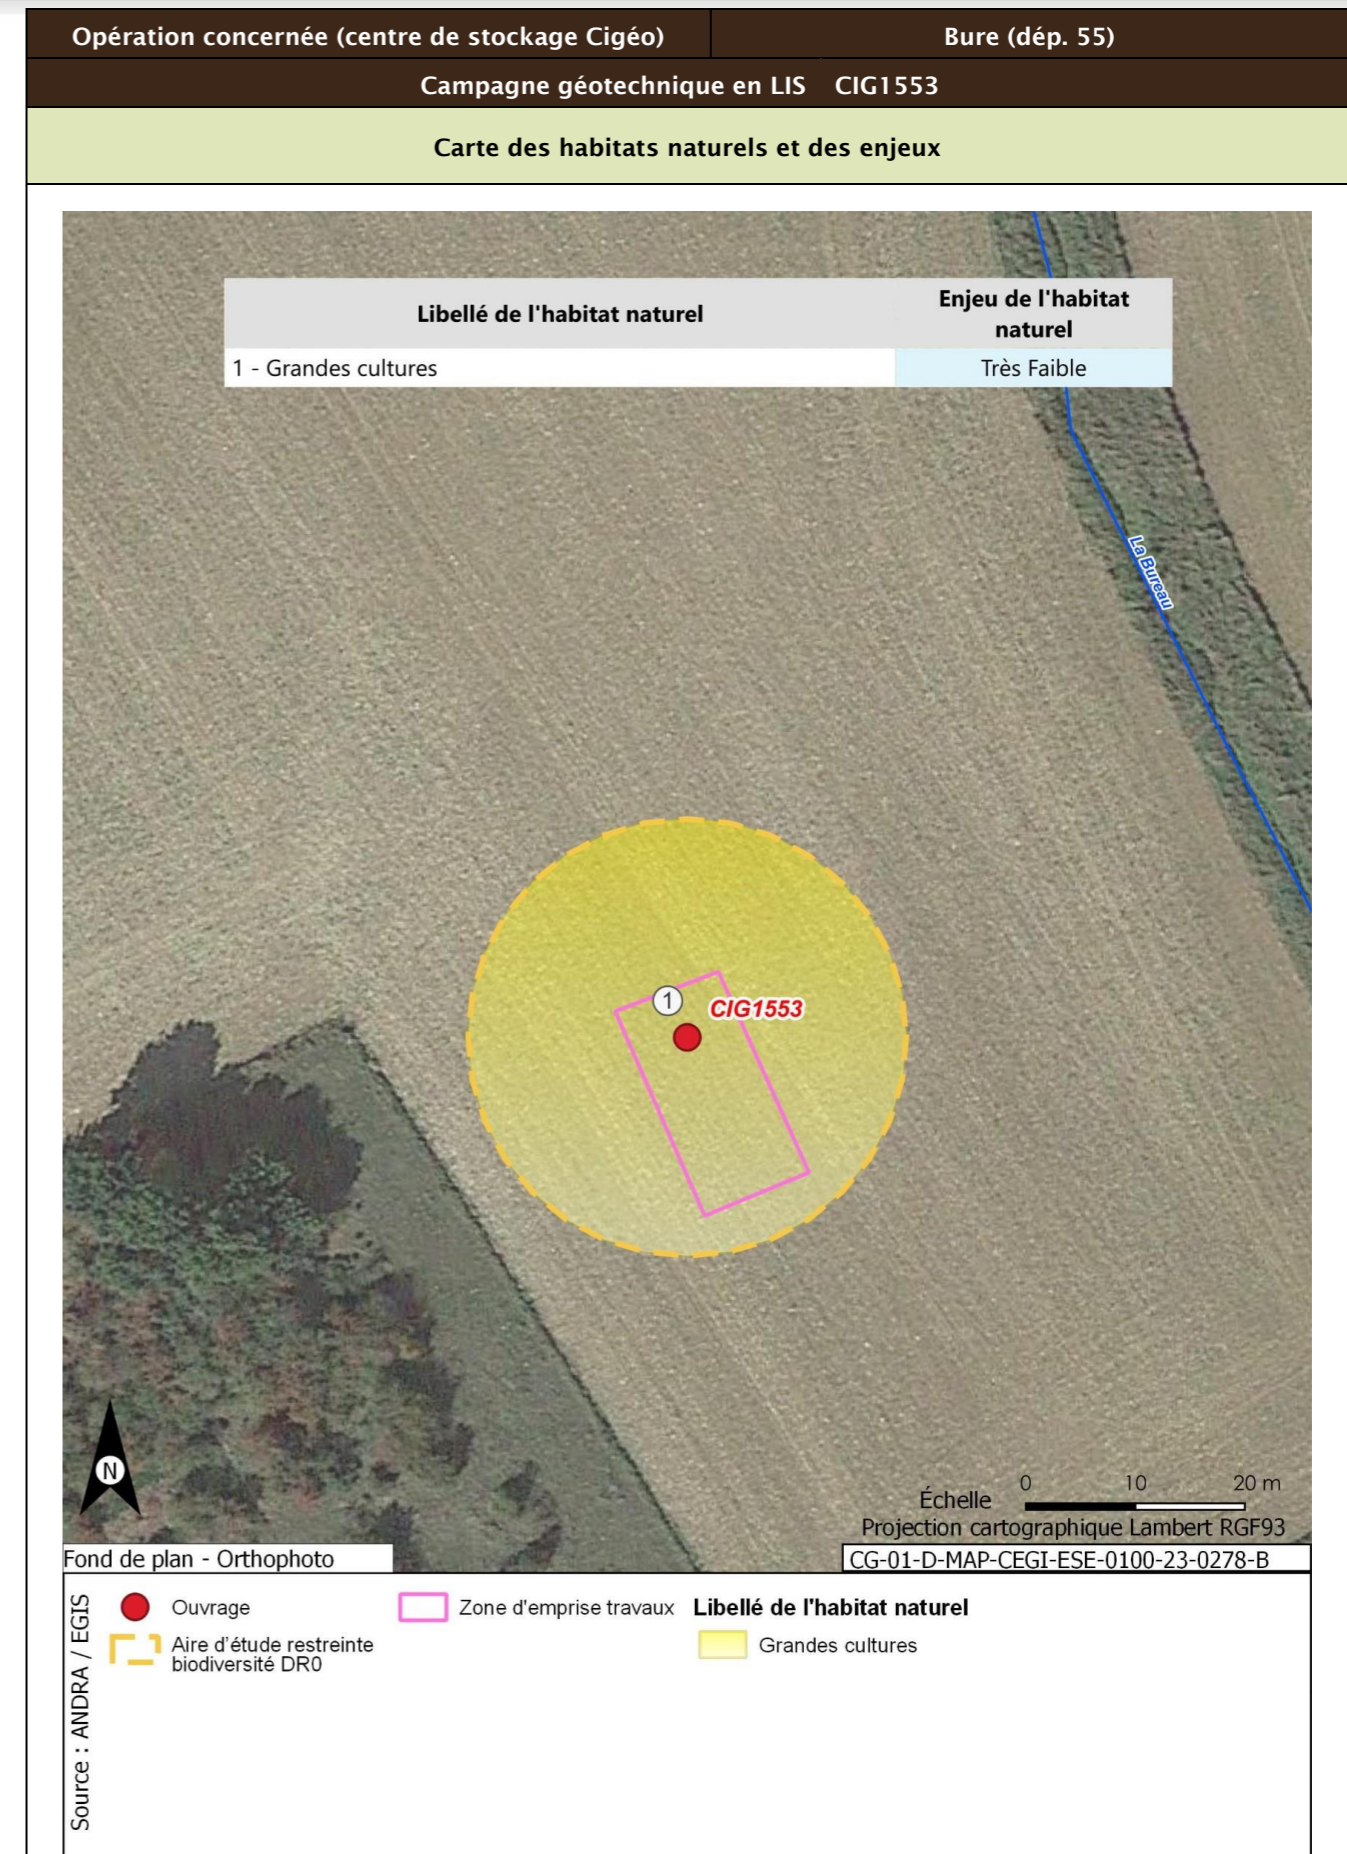 Opération concernée (centre de stockage Cigéo) Bure (dép. 55)
Campagne géotechnique en LIS CIG1553
Carte des habitats naturels et des enjeux
Libellé de l'habitat naturel
Enjeu de l'habitat
naturel
1 - Grandes cultures Très Faible
La Bureau
1
CIG1553
N
0 10 20 m
Échelle
Projection cartographique Lambert RGF93
Fond de plan - Orthophoto
CG-01-D-MAP-CEGI-ESE-0100-23-0278-B
Source : ANDRA / EGIS
Ouvrage
Zone d'emprise travaux
Libellé de l'habitat naturel
Aire d'étude restreinte
biodiversité DR0
Grandes cultures